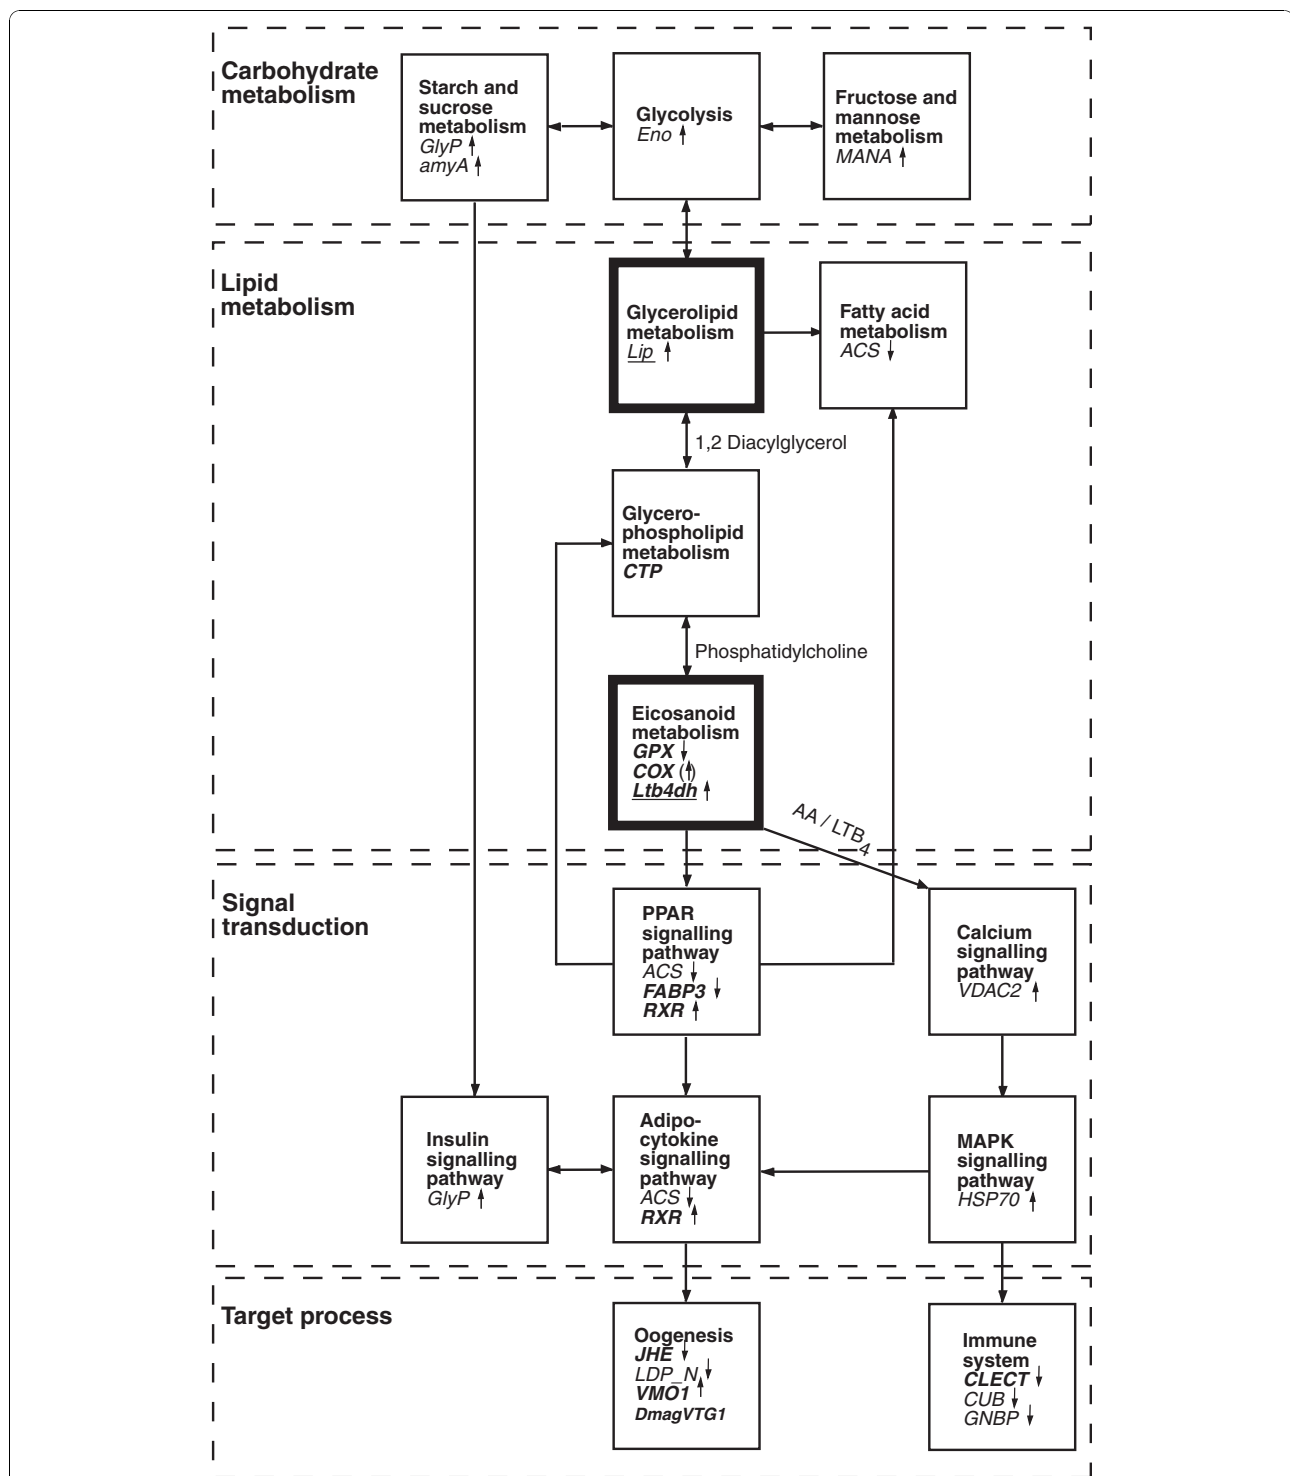 Carbohydrate
metabolism
Starch and
sucrose
metabolism
GlyP ↑
amyA ↑
Glycolysis
Eno ↑
Fructose and
mannose
metabolism
MANA ↑
Lipid
metabolism
Glycerolipid
metabolism
Lip ↑
Fatty acid
metabolism
ACS ↓
1,2 Diacylglycerol
Glycero-
phospholipid
metabolism
CTP
Phosphatidylcholine
Eicosanoid
metabolism
GPX ↓
COX (↑)
Ltb4dh ↑
AA / LTB4
Signal
transduction
PPAR
signalling
pathway
ACS ↓
FABP3 ↓
RXR ↑
Calcium
signalling
pathway
VDAC2 ↑
Insulin
signalling
pathway
GlyP ↑
Adipo-
cytokine
signalling
pathway
ACS ↓
RXR ↑
MAPK
signalling
pathway
HSP70 ↑
Target process
Oogenesis
JHE ↓
LDP_N ↓
VMO1 ↑
DmagVTG1
Immune
system
CLECT ↓
CUB ↓
GNBP ↓